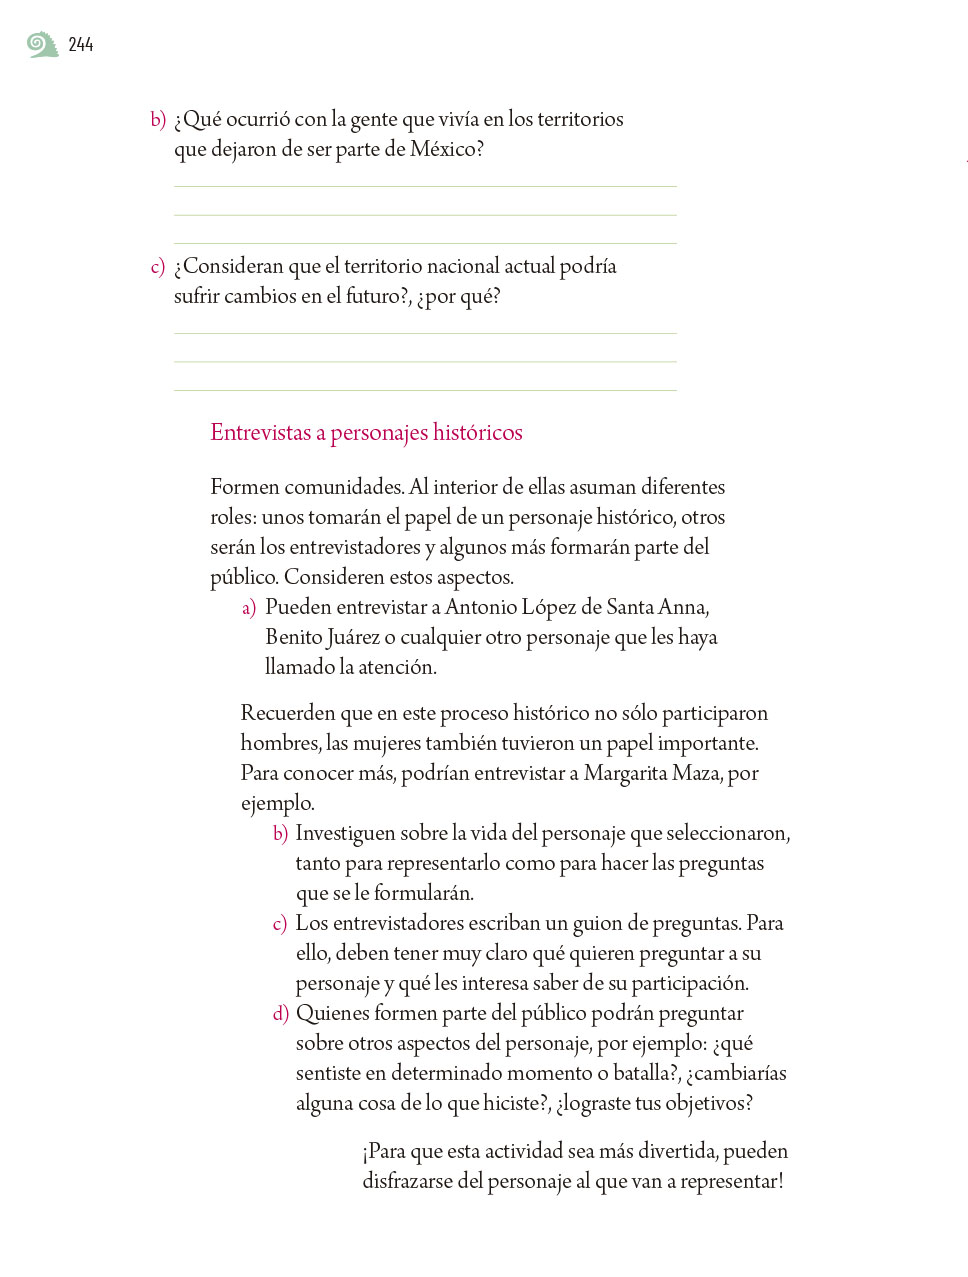 244
b) ¿Qué ocurrió con la gente que vivía en los territorios
que dejaron de ser parte de México?
c) ¿Consideran que el territorio nacional actual podría
sufrir cambios en el futuro?, ¿por qué?
Entrevistas a personajes históricos
Formen comunidades. Al interior de ellas asuman diferentes
roles: unos tomarán el papel de un personaje histórico, otros
serán los entrevistadores y algunos más formarán parte del
público. Consideren estos aspectos.
a) Pueden entrevistar a Antonio López de Santa Anna,
Benito Juárez o cualquier otro personaje que les haya
llamado la atención.
Recuerden que en este proceso histórico no sólo participaron
hombres, las mujeres también tuvieron un papel importante.
Para conocer más, podrían entrevistar a Margarita Maza, por
ejemplo.
b) Investiguen sobre la vida del personaje que seleccionaron,
tanto para representarlo como para hacer las preguntas
que se le formularán.
c) Los entrevistadores escriban un guion de preguntas. Para
ello, deben tener muy claro qué quieren preguntar a su
personaje y qué les interesa saber de su participación.
d) Quienes formen parte del público podrán preguntar
sobre otros aspectos del personaje, por ejemplo: ¿qué
sentiste en determinado momento o batalla?, ¿cambiarías
alguna cosa de lo que hiciste?, ¿lograste tus objetivos?
¡Para que esta actividad sea más divertida, pueden
disfrazarse del personaje al que van a representar!